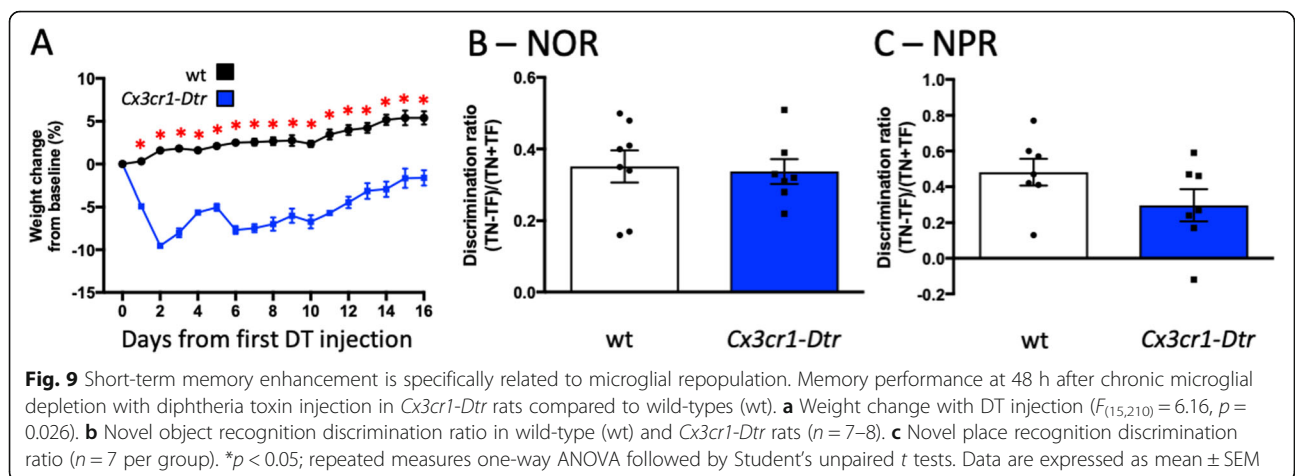 A
B – NOR
C – NPR
wt
Cx3cr1-Dtr
Weight change
from baseline (%)
10
5
0
-5
-10
-15
* * * * * * * * * * * * * * * *
0 2 4 6 8 10 12 14 16
Days from first DT injection
Discrimination ratio
(TN-TF)/(TN+TF)
0.6
0.4
0.2
0.0
wt
Cx3cr1-Dtr
Discrimination ratio
(TN-TF)/(TN+TF)
1.0
0.8
0.6
0.4
0.2
0.0
-0.2
wt
Cx3cr1-Dtr
Fig. 9 Short-term memory enhancement is specifically related to microglial repopulation. Memory performance at 48 h after chronic microglial
depletion with diphtheria toxin injection in Cx3cr1-Dtr rats compared to wild-types (wt). a Weight change with DT injection (F(15,210) = 6.16, p =
0.026). b Novel object recognition discrimination ratio in wild-type (wt) and Cx3cr1-Dtr rats (n = 7–8). c Novel place recognition discrimination
ratio (n = 7 per group). *p < 0.05; repeated measures one-way ANOVA followed by Student’s unpaired t tests. Data are expressed as mean ± SEM